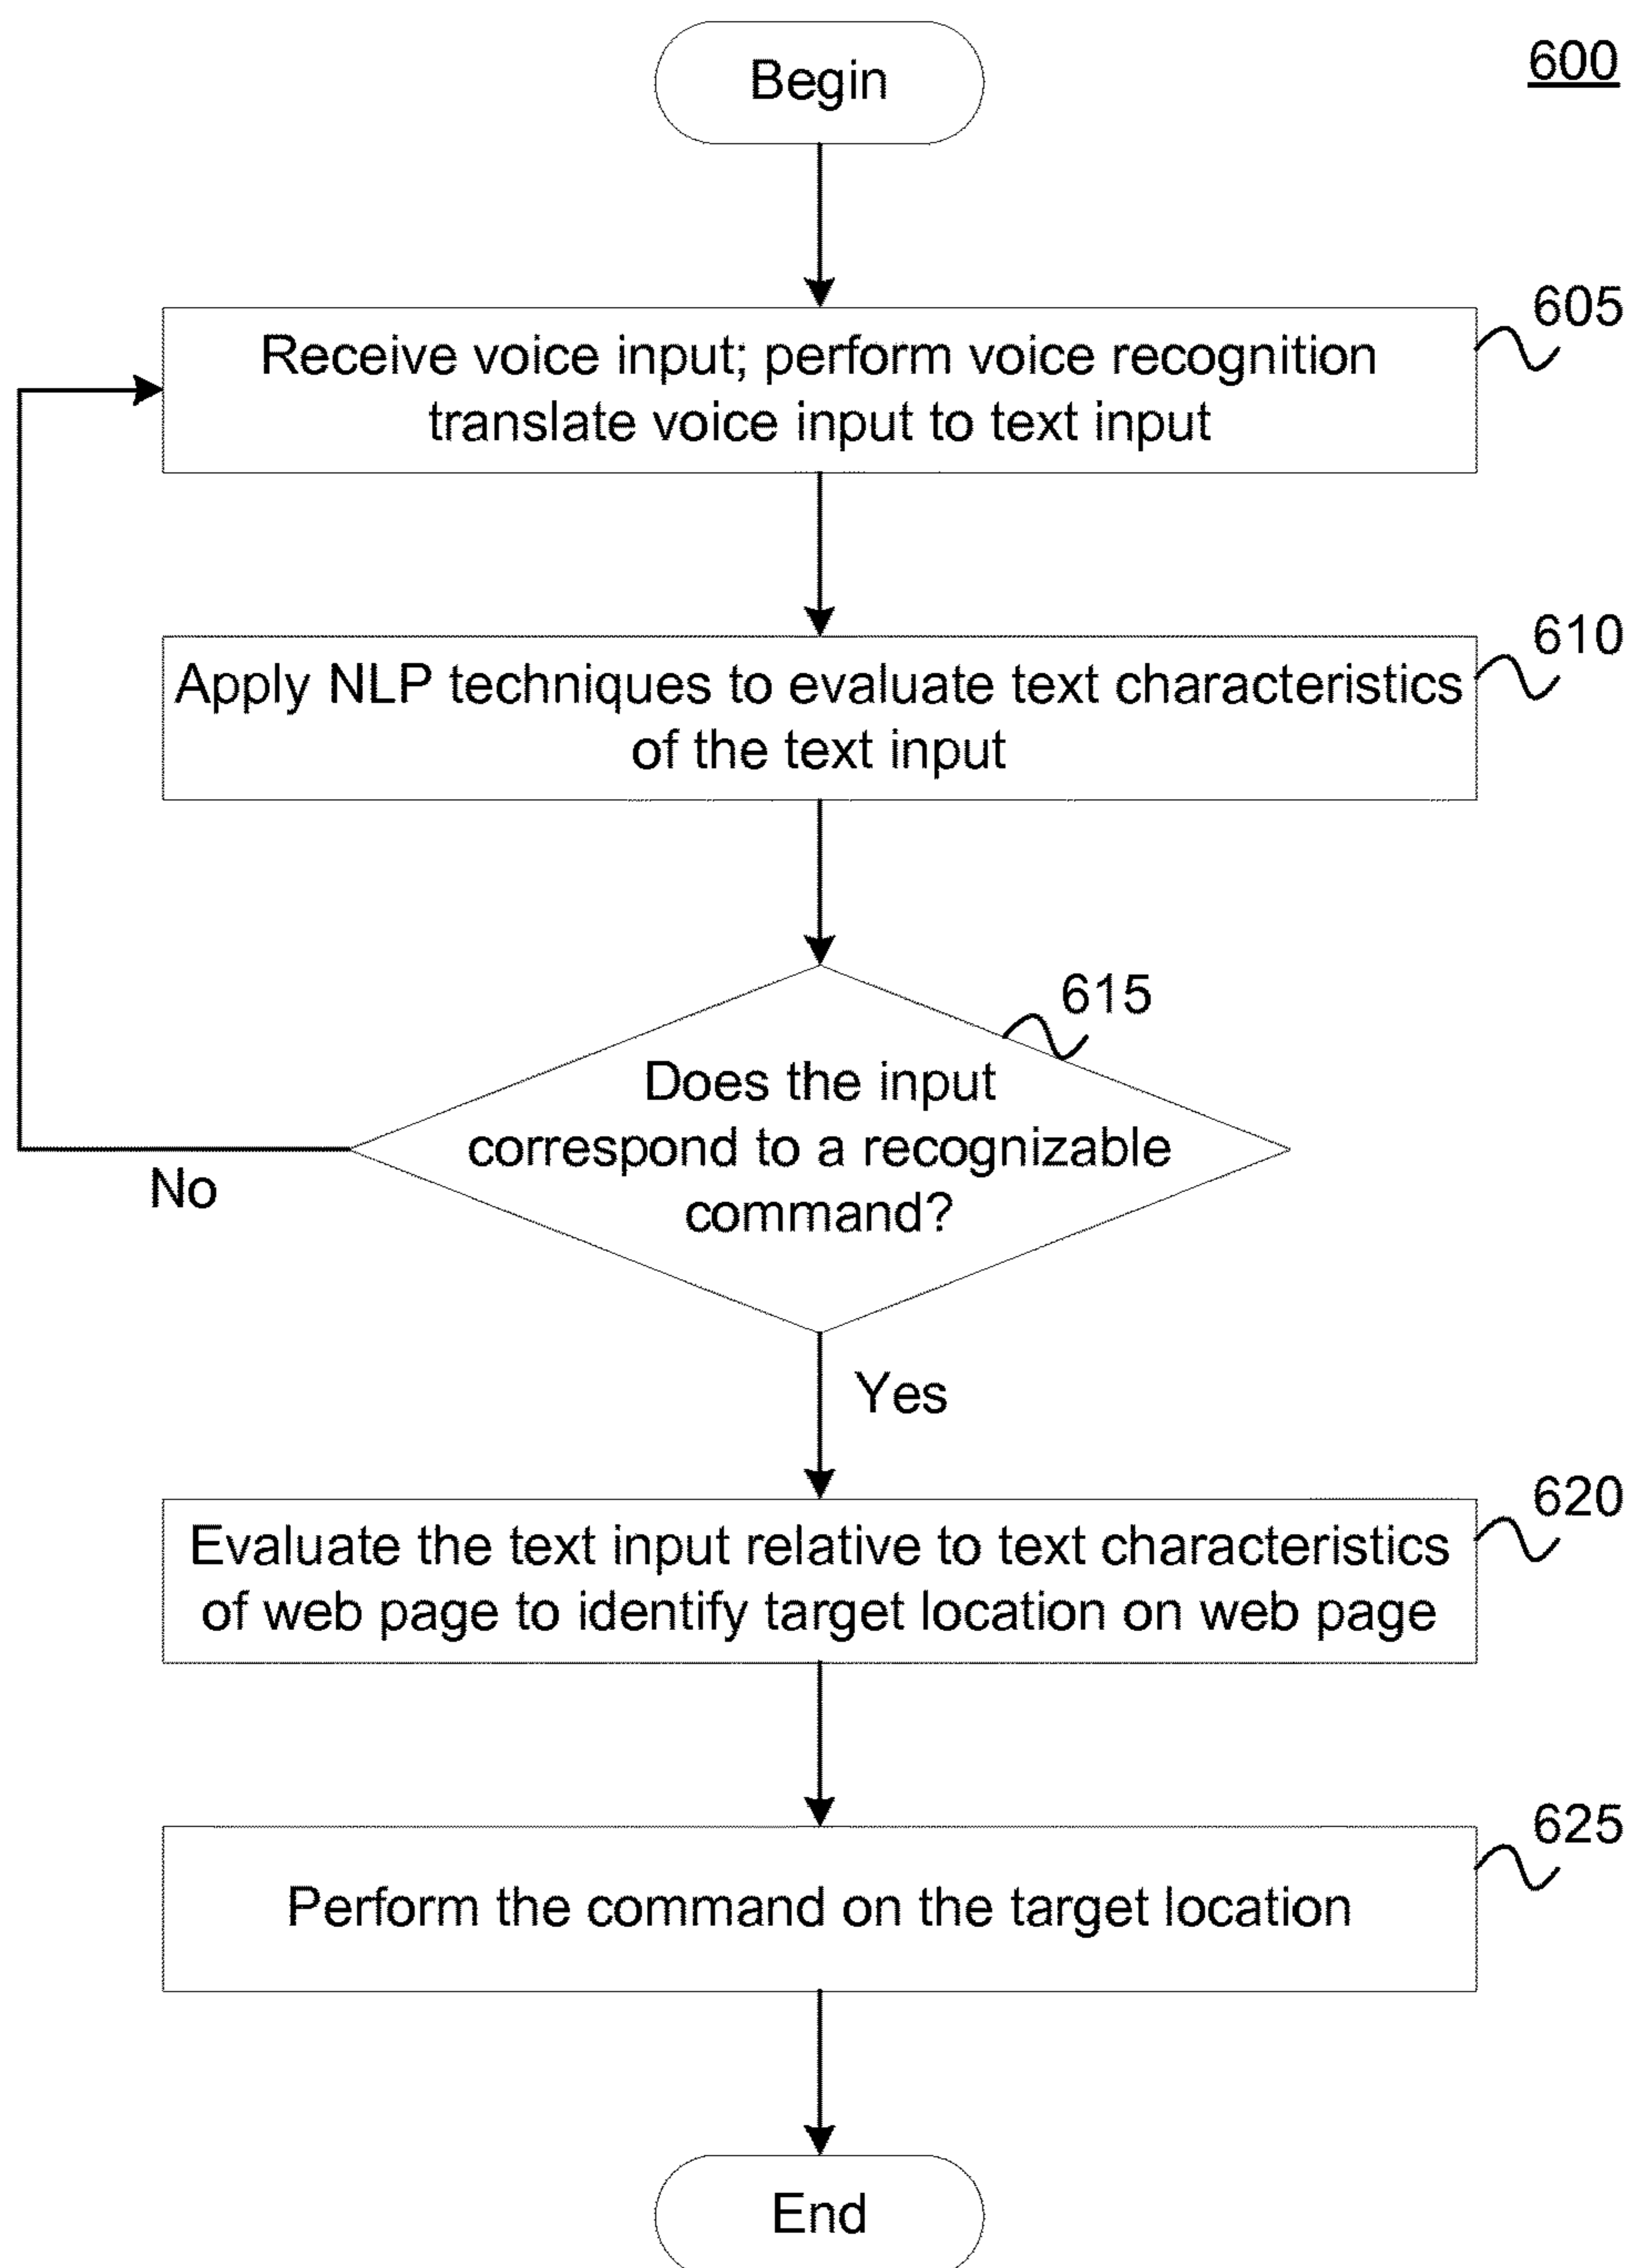 Begin
600
605
Receive voice input; perform voice recognition
translate voice input to text input
610
Apply NLP techniques to evaluate text characteristics
of the text input
615
Does the input
correspond to a recognizable
command?
No
Yes
620
Evaluate the text input relative to text characteristics
of web page to identify target location on web page
625
Perform the command on the target location
End